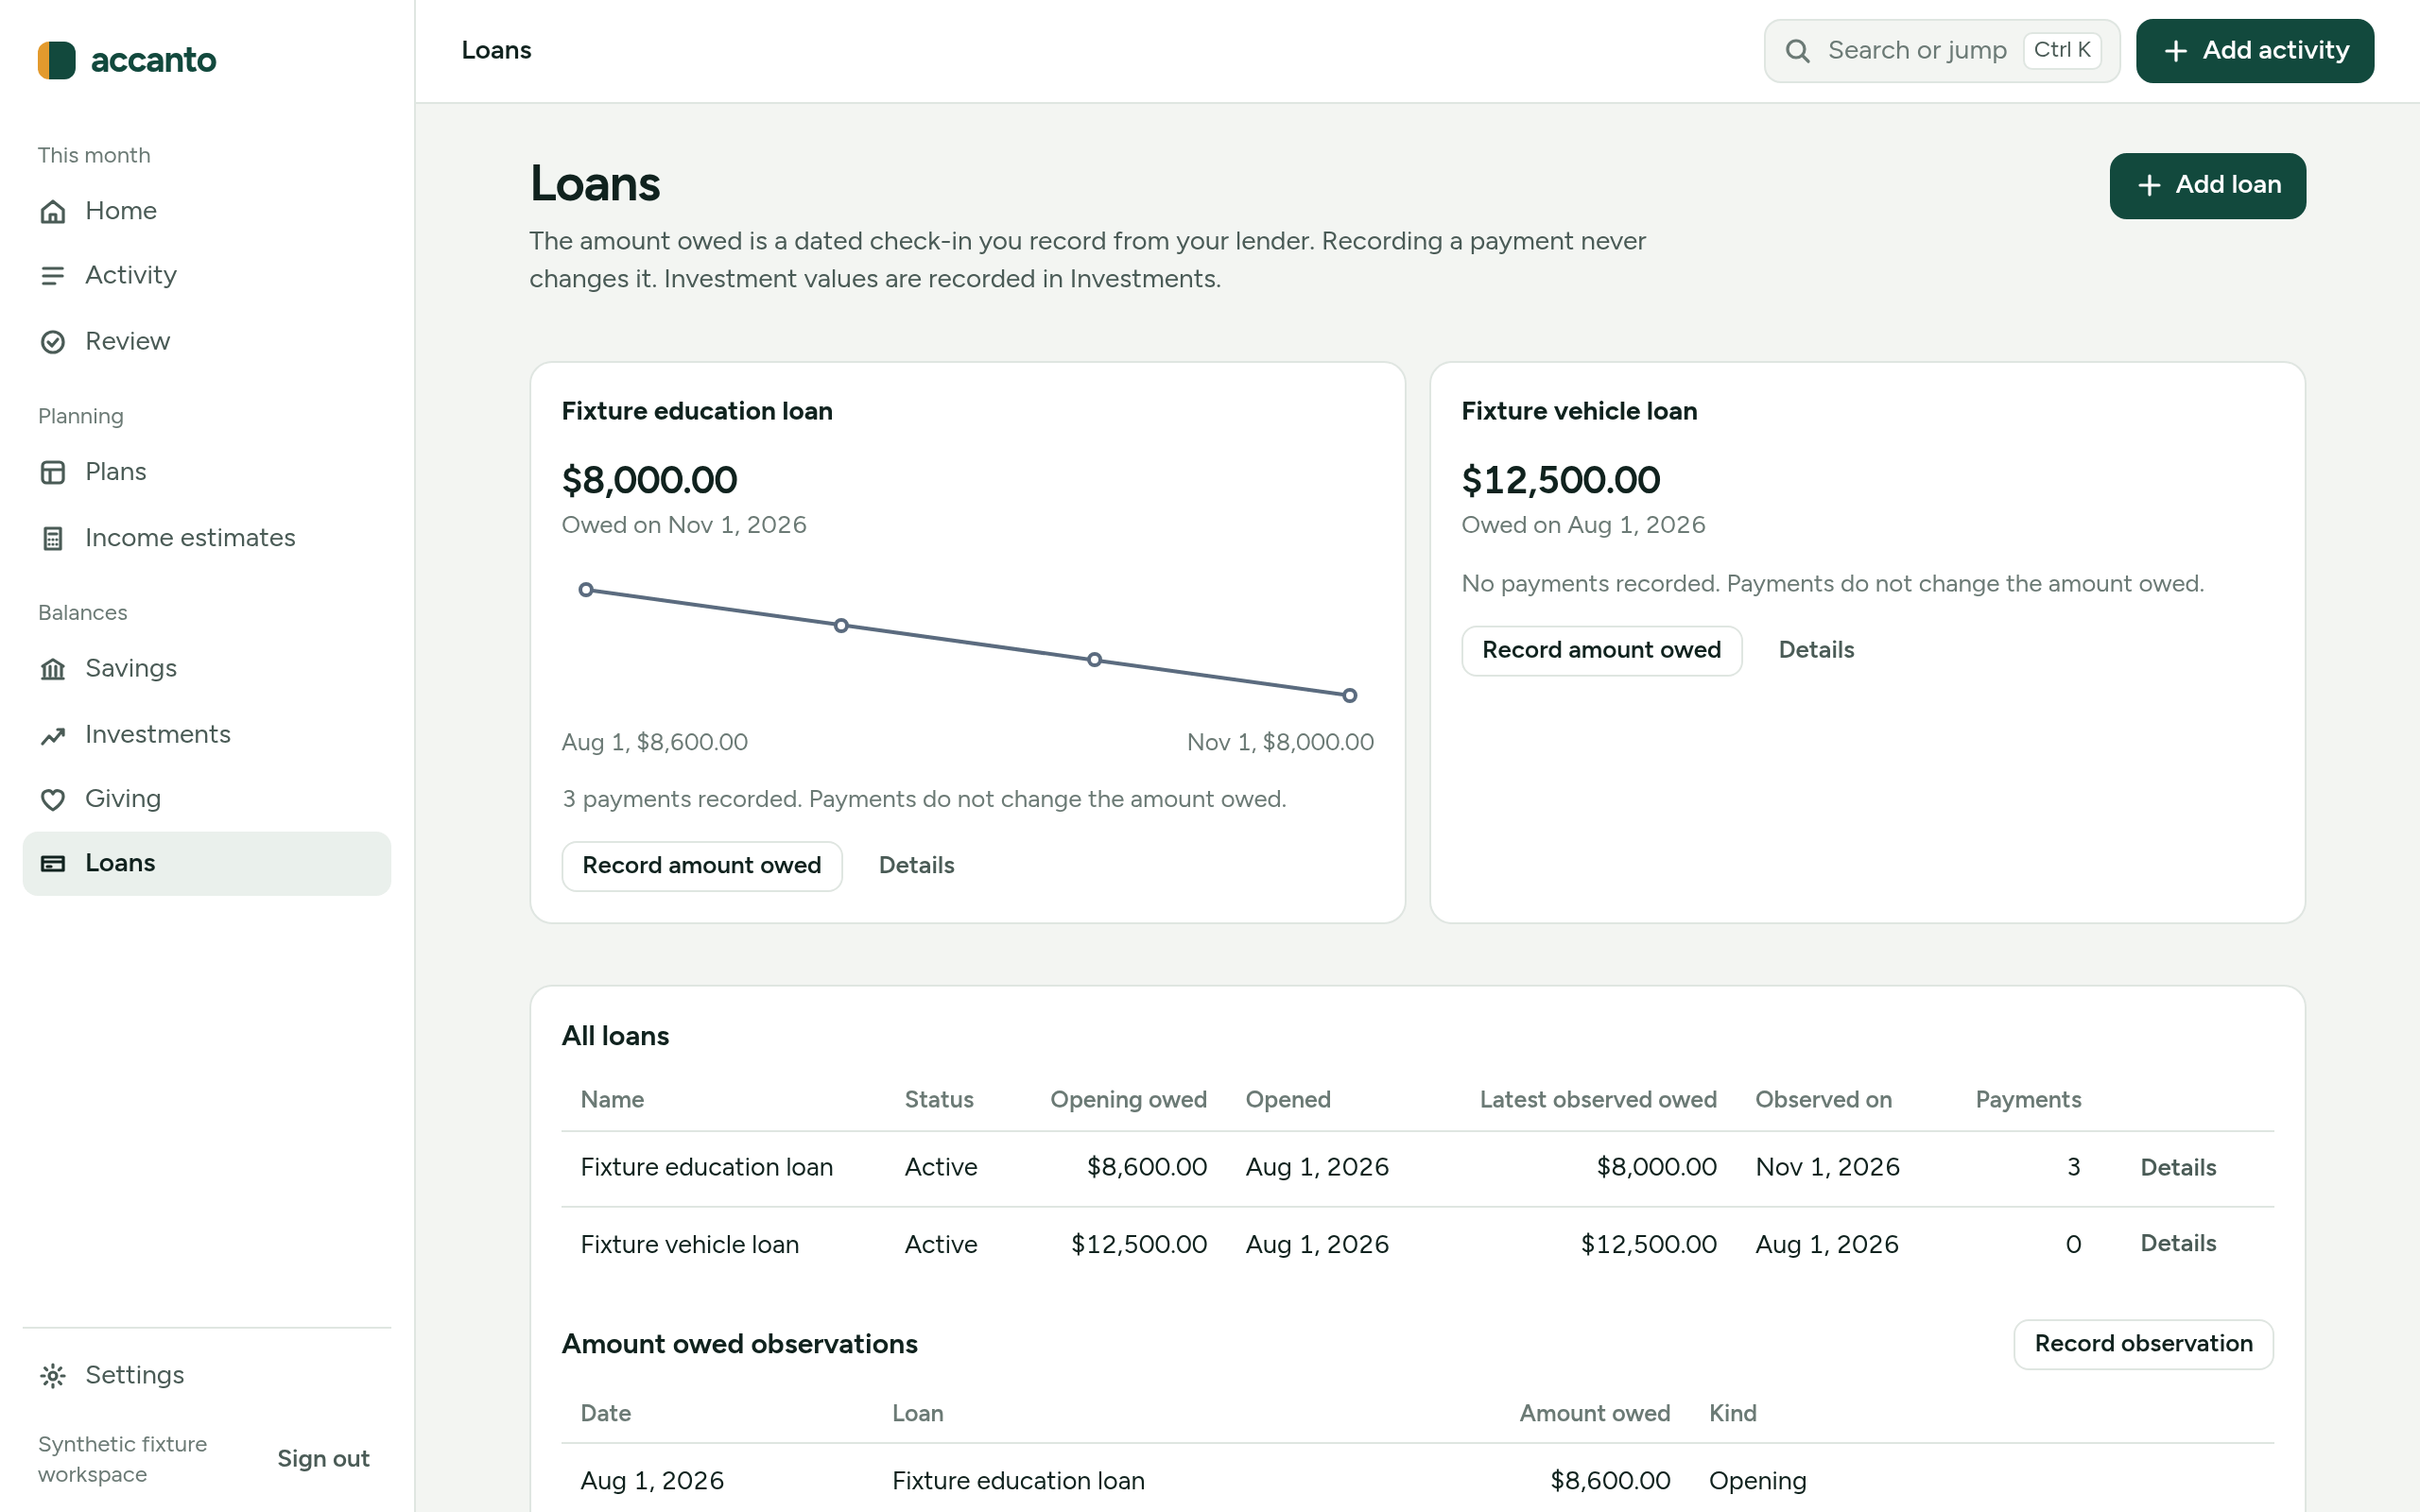 accanto
This month
Home
Activity
Review
Planning
Plans
Income estimates
Balances
Savings
Investments
Giving
Loans
Settings
Synthetic fixture
workspace
Sign out
Loans
Search or jump
Ctrl K
Add activity
Loans
Add loan
The amount owed is a dated check-in you record from your lender. Recording a payment never
changes it. Investment values are recorded in Investments.
Fixture education loan
$8,000.00
Owed on Nov 1, 2026
Aug 1, $8,600.00
Nov 1, $8,000.00
3 payments recorded. Payments do not change the amount owed.
Record amount owed
Details
Fixture vehicle loan
$12,500.00
Owed on Aug 1, 2026
No payments recorded. Payments do not change the amount owed.
Record amount owed
Details
All loans
Name Status Opening owed Opened Latest observed owed Observed on Payments
Fixture education loan Active $8,600.00 Aug 1, 2026 $8,000.00 Nov 1, 2026 3 Details
Fixture vehicle loan Active $12,500.00 Aug 1, 2026 $12,500.00 Aug 1, 2026 0 Details
Amount owed observations
Record observation
Date Loan Amount owed Kind
Aug 1, 2026 Fixture education loan $8,600.00 Opening